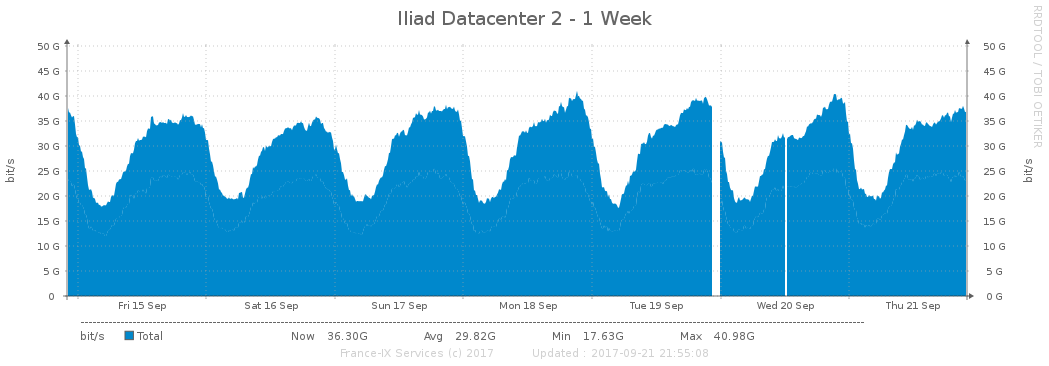 Iliad Datacenter 2 - 1 Week
RRDTOOL / TOBI OETIKER
bit/s
50 G
45 G
40 G
35 G
30 G
25 G
20 G
15 G
10 G
5 G
0
50 G
45 G
40 G
35 G
30 G
25 G
20 G
15 G
10 G
5 G
0 G
bit/s
Fri 15 Sep Sat 16 Sep Sun 17 Sep Mon 18 Sep Tue 19 Sep Wed 20 Sep Thu 21 Sep
bit/s Total Now 36.30G Avg 29.82G Min 17.63G Max 40.98G
France-IX Services (c) 2017 Updated : 2017-09-21 21:55:08